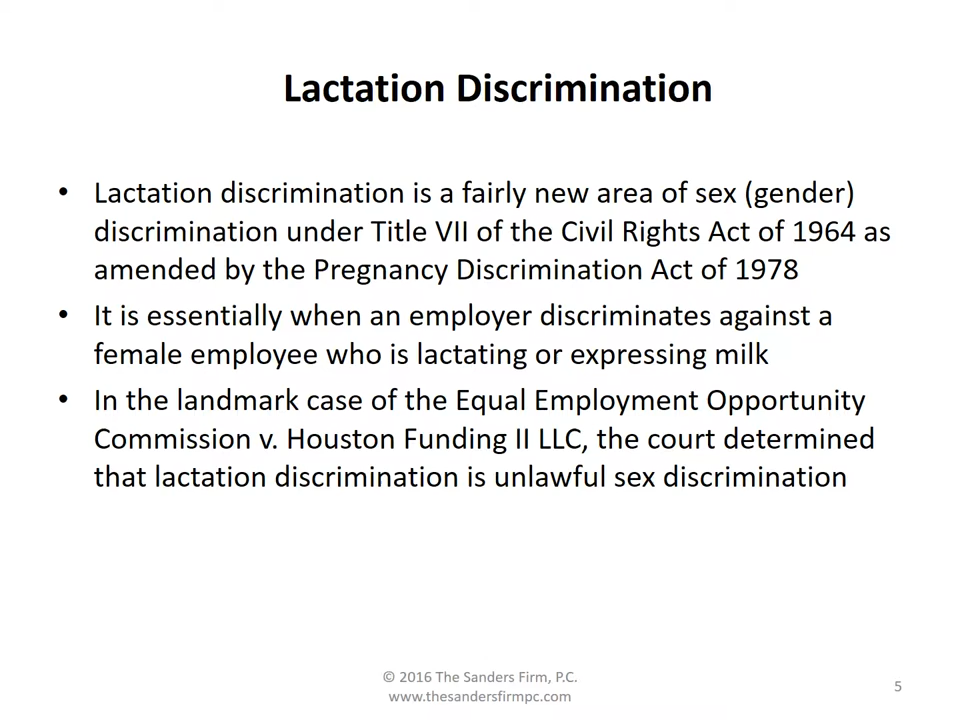 Lactation Discrimination
• Lactation discrimination is a fairly new area of sex (gender)
discrimination under Title VII of the Civil Rights Act of 1964 as
amended by the Pregnancy Discrimination Act of 1978
• It is essentially when an employer discriminates against a
female employee who is lactating or expressing milk
• In the landmark case of the Equal Employment Opportunity
Commission v. Houston Funding II LLC, the court determined
that lactation discrimination is unlawful sex discrimination
© 2016 The Sanders Firm, P.C.
www.thesandersfirmpc.com
5